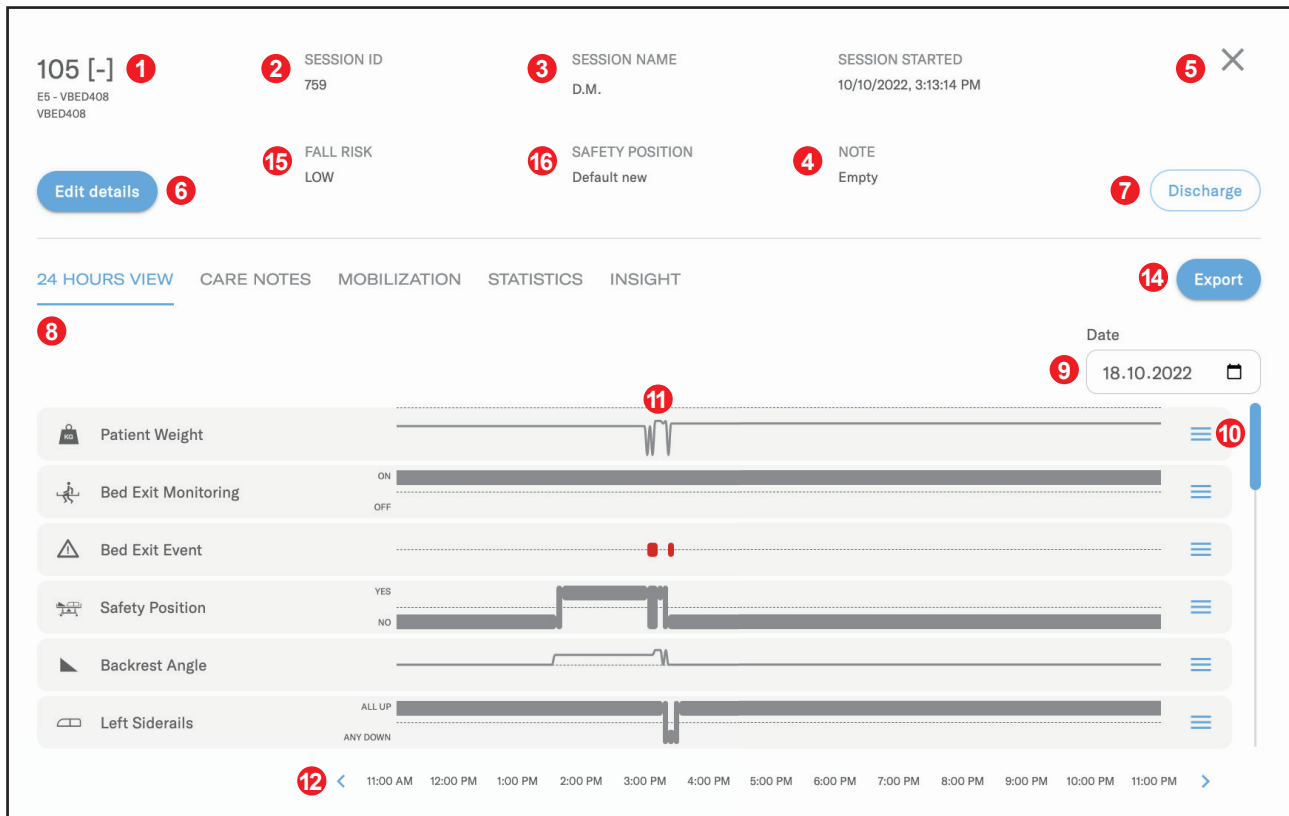 105 [-] 1
E5 - VBED408
VBED408
2 SESSION ID
759
3 SESSION NAME
D.M.
SESSION STARTED
10/10/2022, 3:13:14 PM
5
Edit details 6
15 FALL RISK
LOW
16 SAFETY POSITION
Default new
4 NOTE
Empty
7 Discharge
24 HOURS VIEW CARE NOTES MOBILIZATION STATISTICS INSIGHT 14 Export
8
Date
9 18.10.2022
11
KG Patient Weight 10
Bed Exit Monitoring ON
OFF
Bed Exit Event
Safety Position YES
NO
Backrest Angle
Left Siderails ALL UP
ANY DOWN
12 11:00 AM 12:00 PM 1:00 PM 2:00 PM 3:00 PM 4:00 PM 5:00 PM 6:00 PM 7:00 PM 8:00 PM 9:00 PM 10:00 PM 11:00 PM